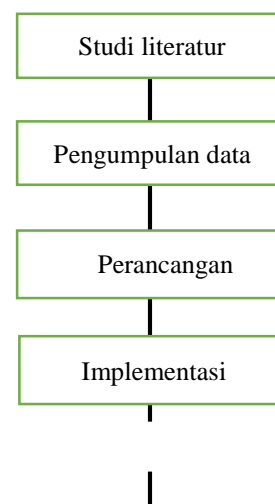 Studi literatur
Pengumpulan data
Perancangan
Implementasi